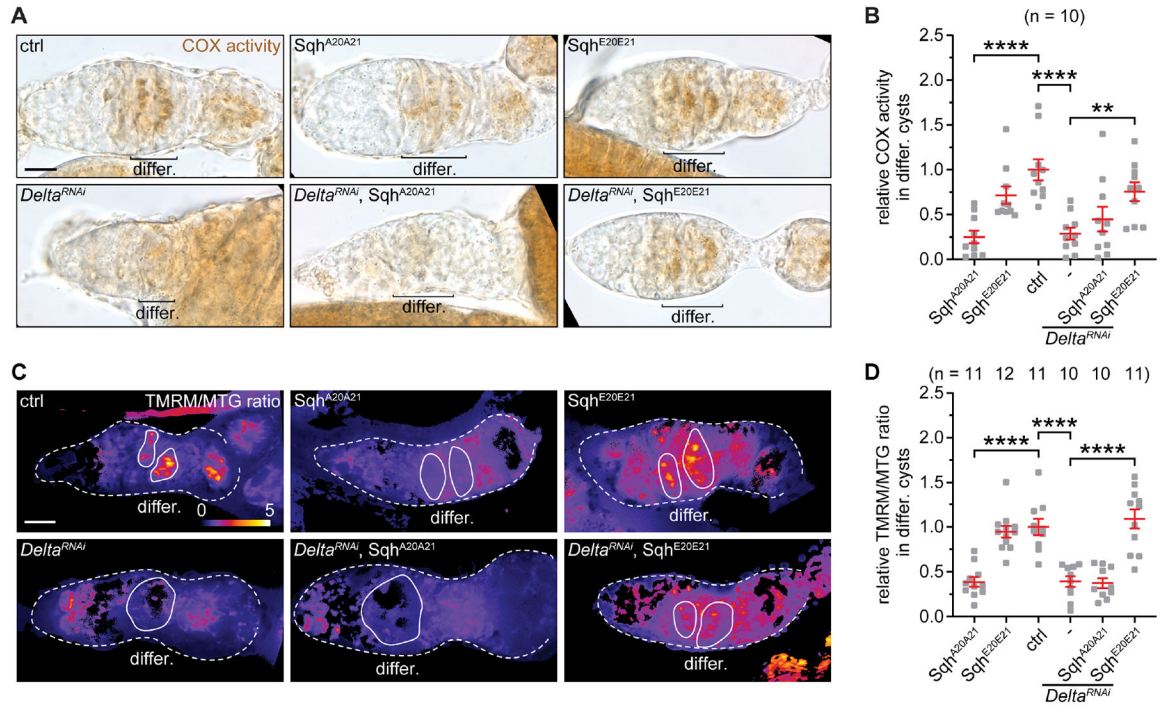 A
ctrl COX activity
Sqh^A20A21
Sqh^E20E21
differ.
differ.
differ.
Delta^RNAi
Delta^RNAi, Sqh^A20A21
Delta^RNAi, Sqh^E20E21
differ.
differ.
differ.
B
(n = 10)
relative COX activity
in differ. cysts
2.5
2.0
1.5
1.0
0.5
0.0
****
****
**
Sqh^A20A21
Sqh^E20E21
ctrl
-
Sqh^A20A21
Sqh^E20E21
Delta^RNAi
C
ctrl TMRM/MTG ratio
Sqh^A20A21
Sqh^E20E21
differ.
0 5
differ.
differ.
Delta^RNAi
Delta^RNAi, Sqh^A20A21
Delta^RNAi, Sqh^E20E21
differ.
differ.
differ.
D
(n = 11 12 11 10 10 11)
relative TMRM/MTG ratio
in differ. cysts
2.5
2.0
1.5
1.0
0.5
0.0
****
****
****
Sqh^A20A21
Sqh^E20E21
ctrl
-
Sqh^A20A21
Sqh^E20E21
Delta^RNAi